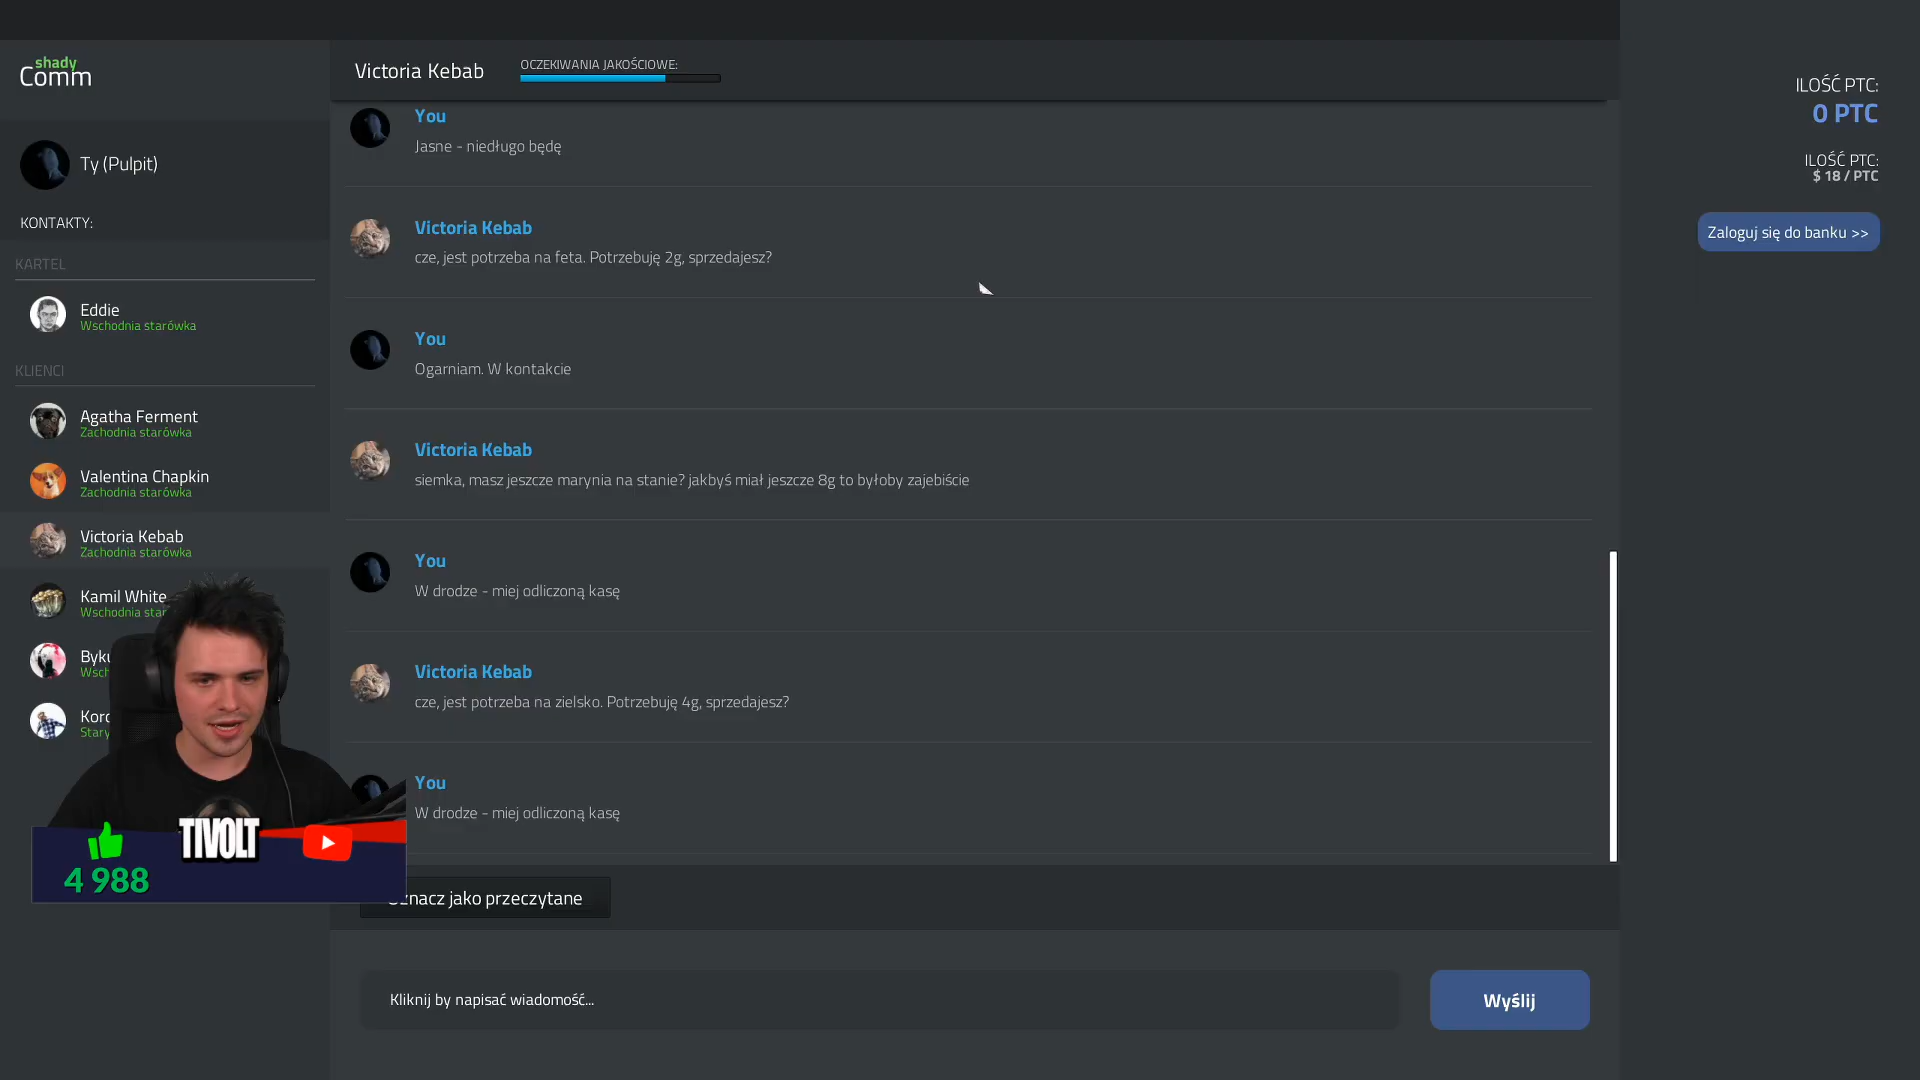 shady
Comm
Victoria Kebab
OCZEKIWANIA JAKOŚCIOWE:
ILOŚĆ PTC:
0 PTC
ILOŚĆ PTC:
$ 18 / PTC
Zaloguj się do banku >>
Ty (Pulpit)
KONTAKTY:
KARTEL
Eddie
Wschodnia starówka
KLIENCI
Agatha Ferment
Zachodnia starówka
Valentina Chapkin
Zachodnia starówka
Victoria Kebab
Zachodnia starówka
Kamil White
You
Jasne - niedługo będę
Victoria Kebab
cze, jest potrzeba na feta. Potrzebuję 2g, sprzedajesz?
You
Ogarniam. W kontakcie
Victoria Kebab
siemka, masz jeszcze marynia na stanie? jakbyś miał jeszcze 8g to byłoby zajebiście
You
W drodze - miej odliczoną kasę
Victoria Kebab
cze, jest potrzeba na zielsko. Potrzebuję 4g, sprzedajesz?
You
W drodze - miej odliczoną kasę
TIVOLT
4 988
Oznacz jako przeczytane
Kliknij by napisać wiadomość...
Wyślij